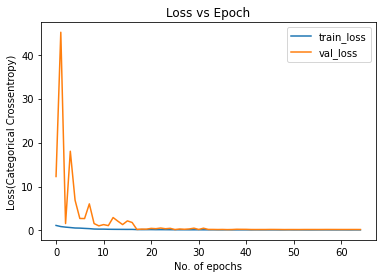 Loss vs Epoch
train_loss
val_loss
Loss(Categorical Crossentropy)
40
30
20
10
0
0 10 20 30 40 50 60
No. of epochs